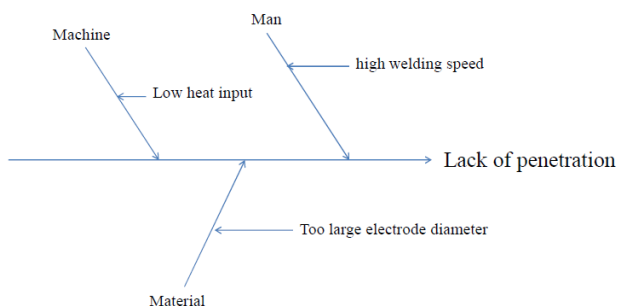 Man
Machine
high welding speed
Low heat input
Lack of penetration
Too large electrode diameter
Material